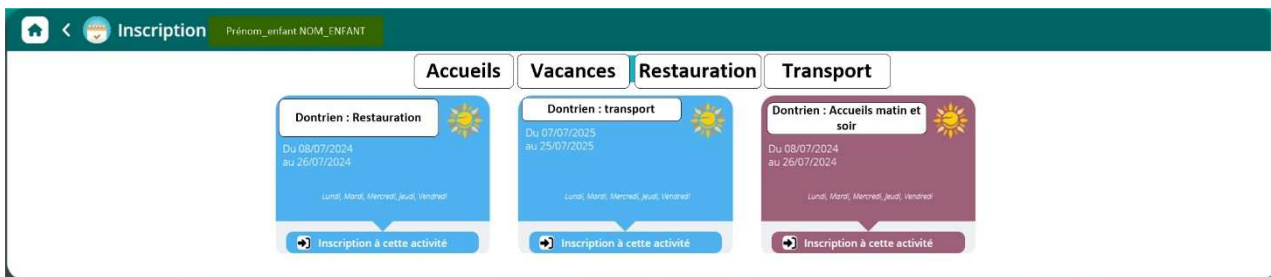 Inscription Prénom_enfant NOM_ENFANT
Accueils Vacances Restauration Transport
Dontrien : Restauration
Du 08/07/2024
au 26/07/2024
Lundi, Mardi, Mercredi, Jeudi, Vendredi
Inscription à cette activité
Dontrien : transport
Du 07/07/2025
au 25/07/2025
Lundi, Mardi, Mercredi, Jeudi, Vendredi
Inscription à cette activité
Dontrien : Accueils matin et
soir
Du 08/07/2024
au 26/07/2024
Lundi, Mardi, Mercredi, Jeudi, Vendredi
Inscription à cette activité